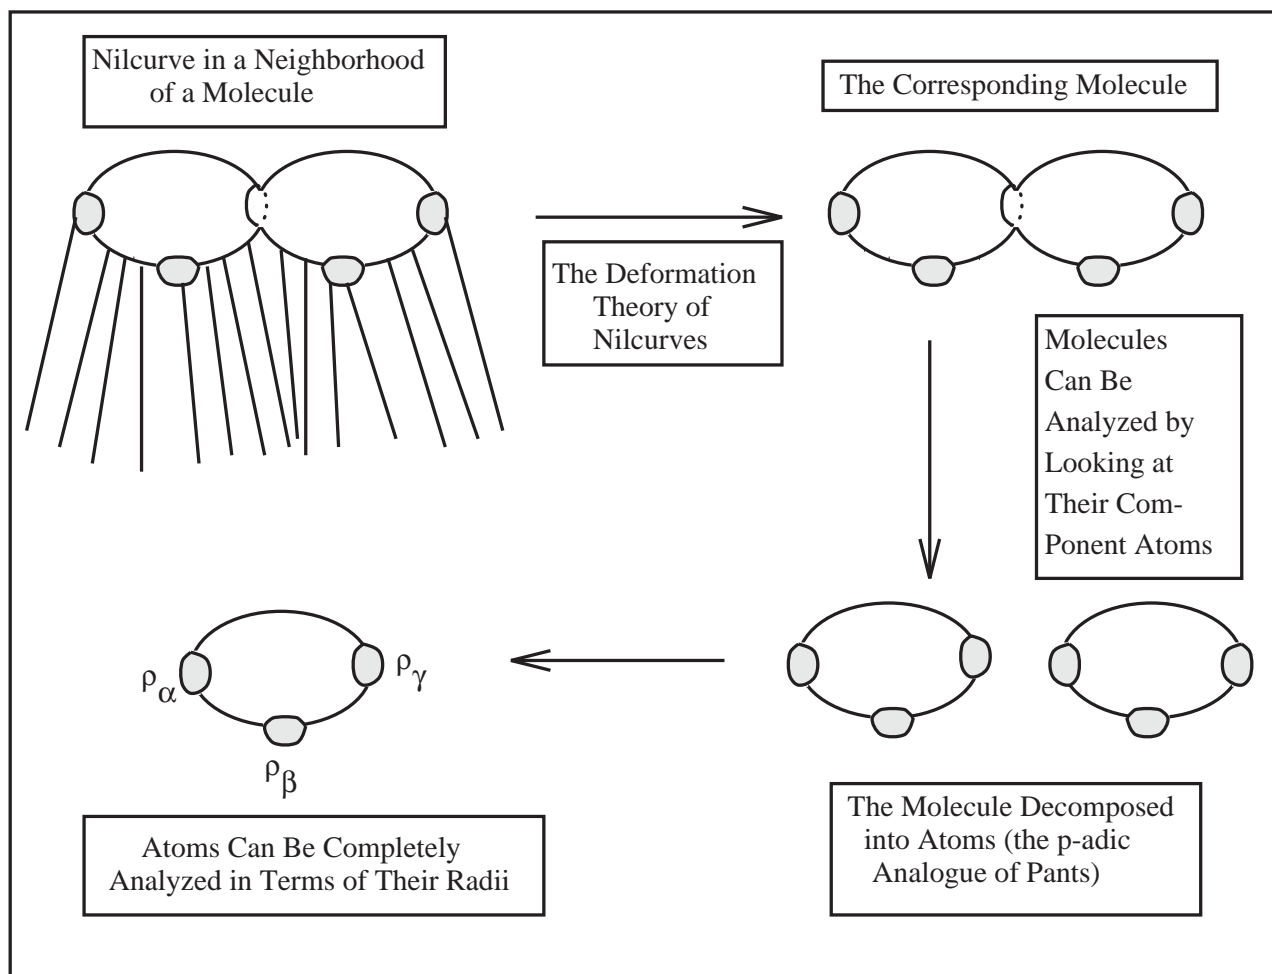 Nilcurve in a Neighborhood
of a Molecule
The Corresponding Molecule
The Deformation
Theory of
Nilcurves
Molecules
Can Be
Analyzed by
Looking at
Their Com-
Ponent Atoms
ρ_α
ρ_γ
ρ_β
Atoms Can Be Completely
Analyzed in Terms of Their Radii
The Molecule Decomposed
into Atoms (the p-adic
Analogue of Pants)